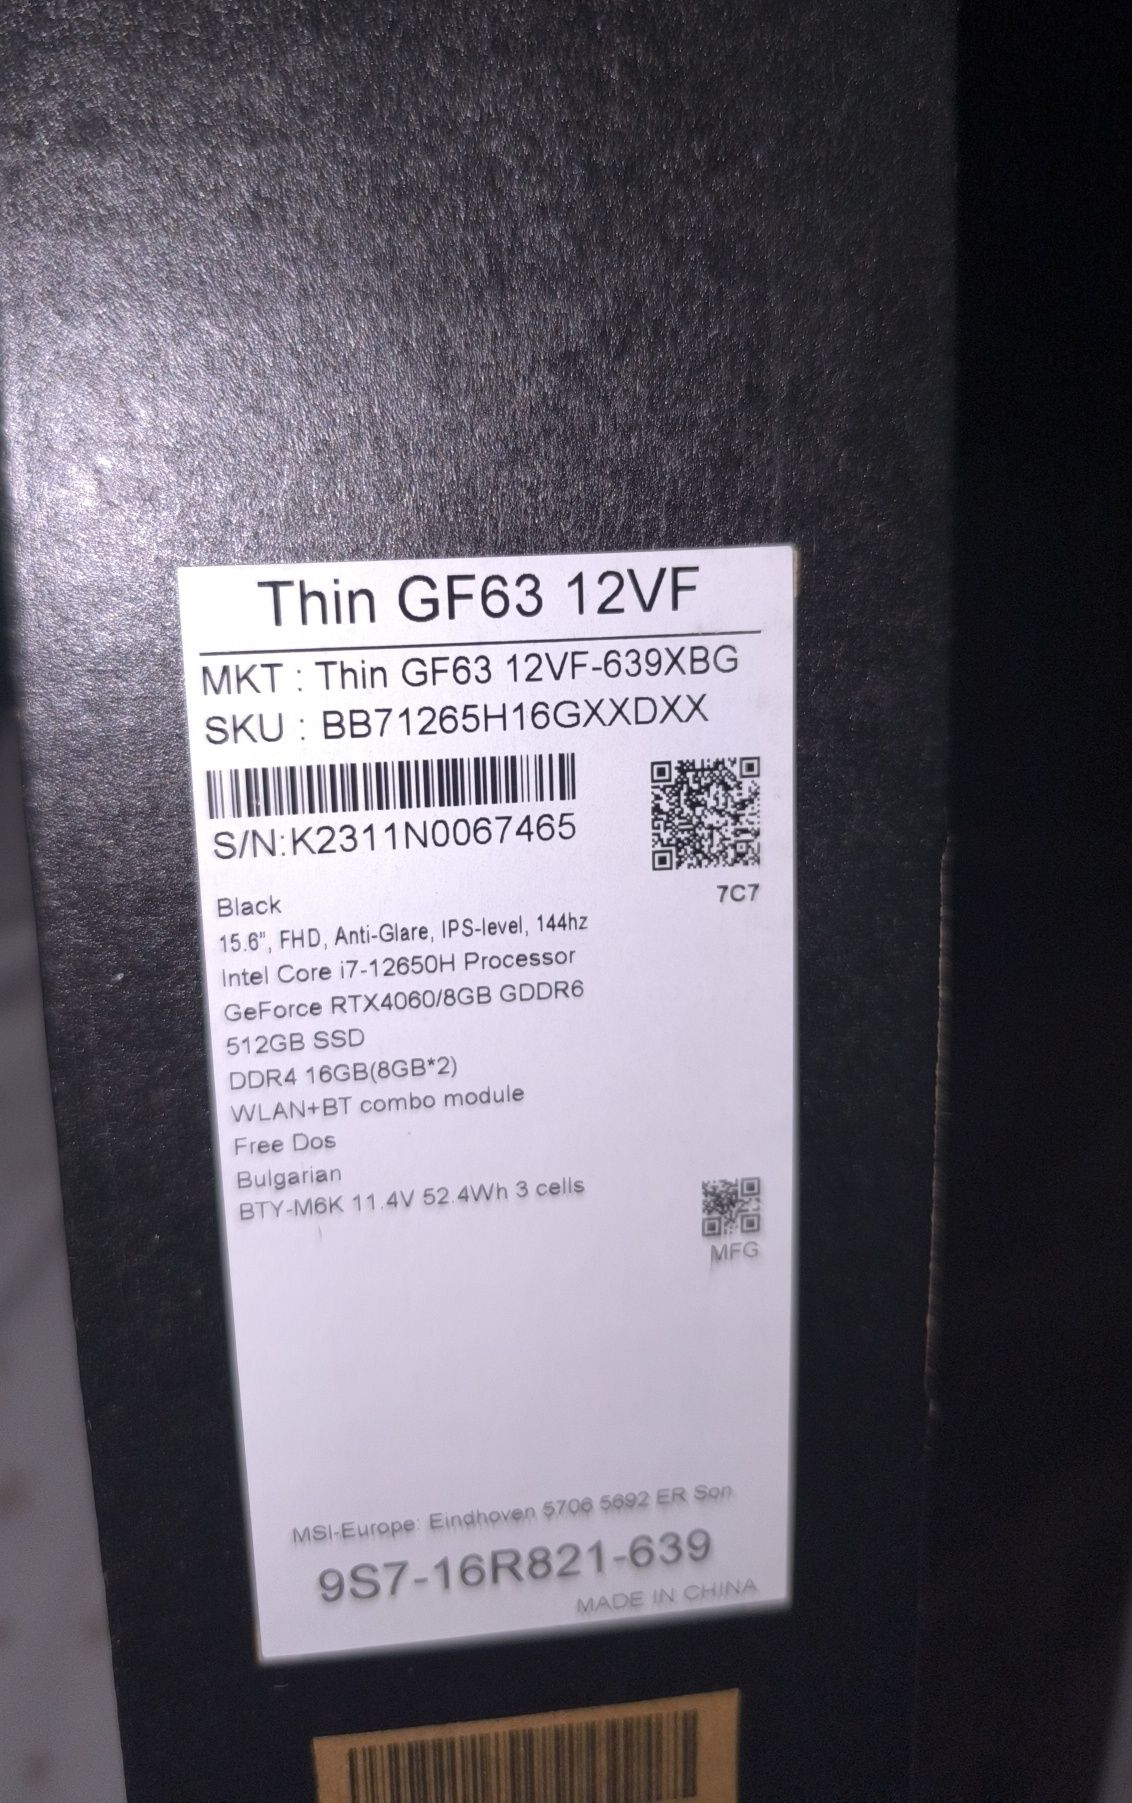 Thin GF63 12VF
MKT : Thin GF63 12VF-639XBG
SKU : BB71265H16GXXDXX
S/N:K2311N0067465
7C7
Black
15.6", FHD, Anti-Glare, IPS-level, 144hz
Intel Core i7-12650H Processor
GeForce RTX4060/8GB GDDR6
512GB SSD
DDR4 16GB(8GB*2)
WLAN+BT combo module
Free Dos
Bulgarian
BTY-M6K 11.4V 52.4Wh 3 cells
MFG
MSI-Europe: Eindhoven 5706 5692 ER Son
9S7-16R821-639
MADE IN CHINA